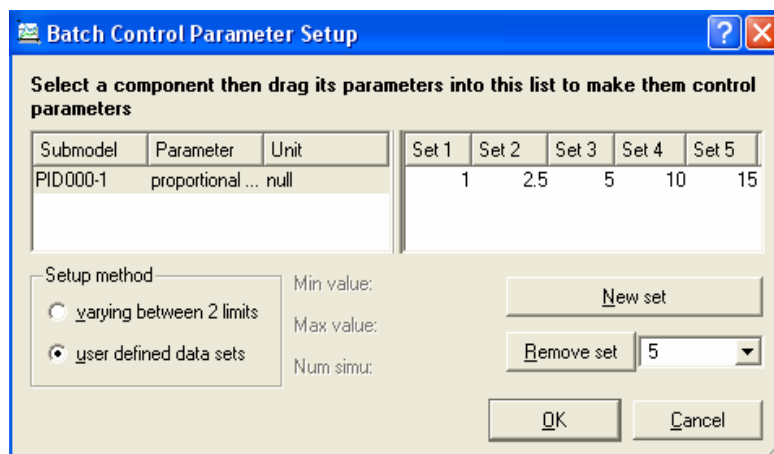 Batch Control Parameter Setup
Select a component then drag its parameters into this list to make them control
parameters
Submodel Parameter Unit Set 1 Set 2 Set 3 Set 4 Set 5
PID000-1 proportional ... null 1 2.5 5 10 15
Setup method
varying between 2 limits
user defined data sets
Min value:
Max value:
Num simu:
New set
Remove set 5
OK Cancel